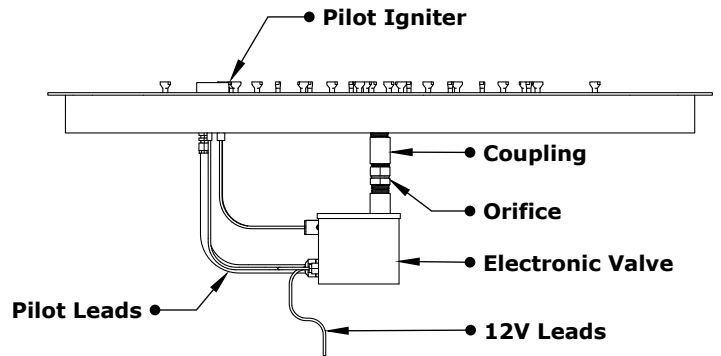 Pilot Igniter
Coupling
Orifice
Electronic Valve
Pilot Leads
12V Leads